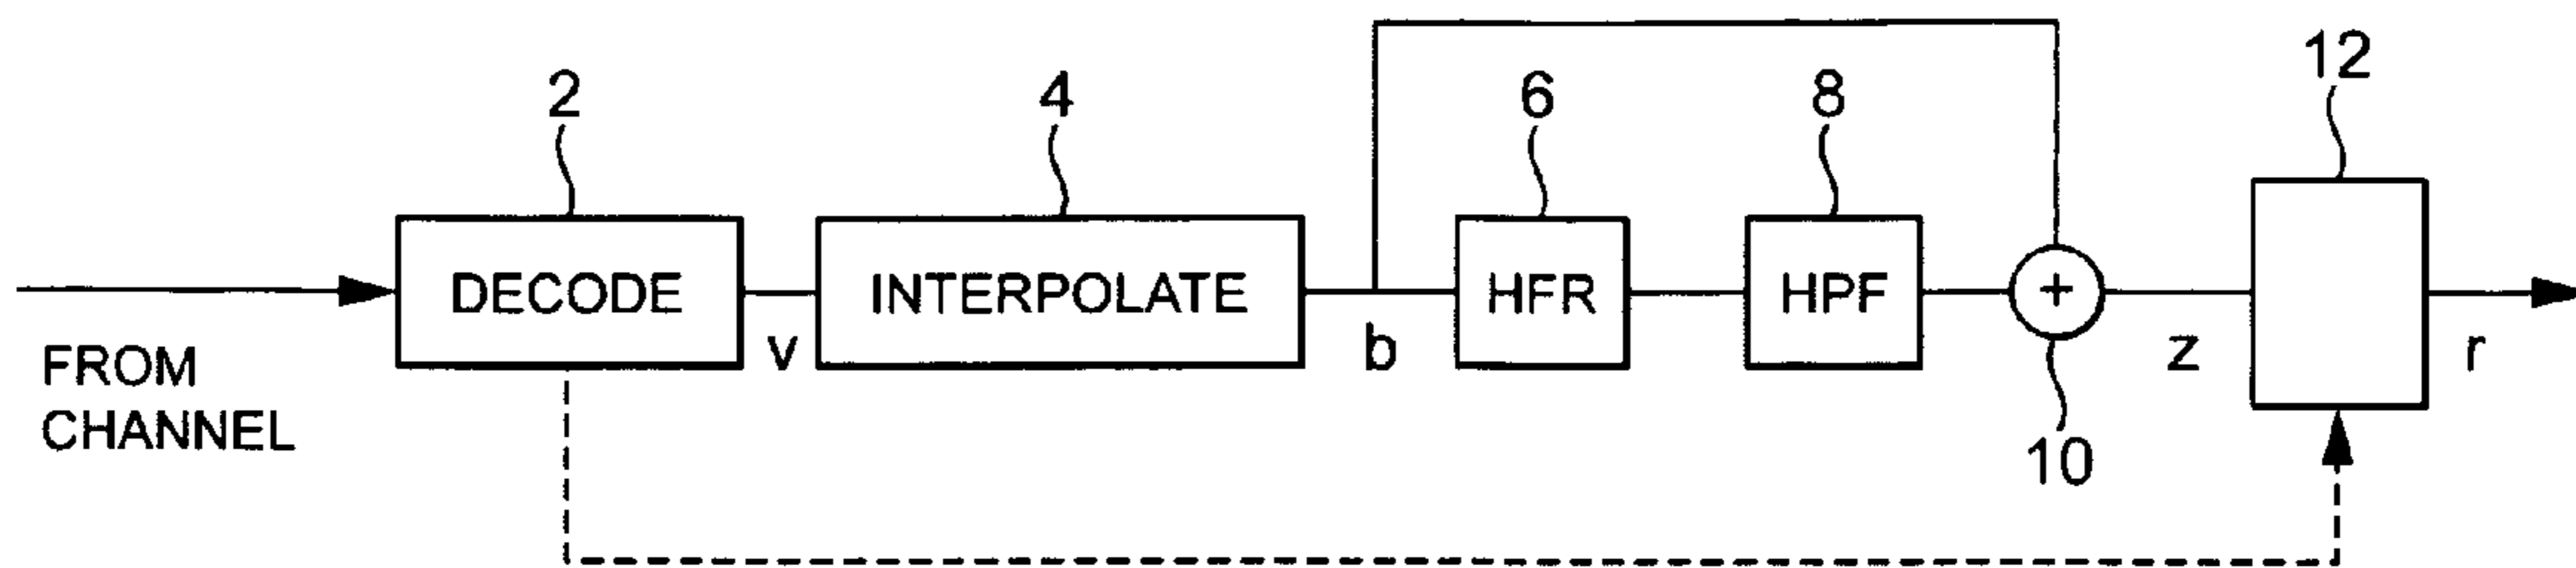 2
4
6
8
12
DECODE
INTERPOLATE
HFR
HPF
+
v
b
z
r
FROM
CHANNEL
10